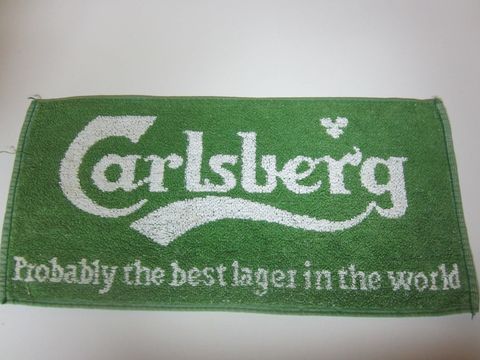 Carlsberg
Probably the best lager in the world